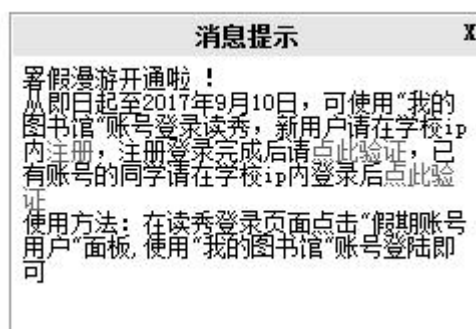 消息提示 X
署假漫游开通啦 !
从即日起至2017年9月10日，可使用“我的
图书馆”账号登录读秀，新用户请在学校ip
内注册，注册登录完成后请点此验证，已
有账号的同学请在学校ip内登录后点此验
证
使用方法：在读秀登录页面点击“假期账号
用户”面板,使用“我的图书馆”账号登陆即
可